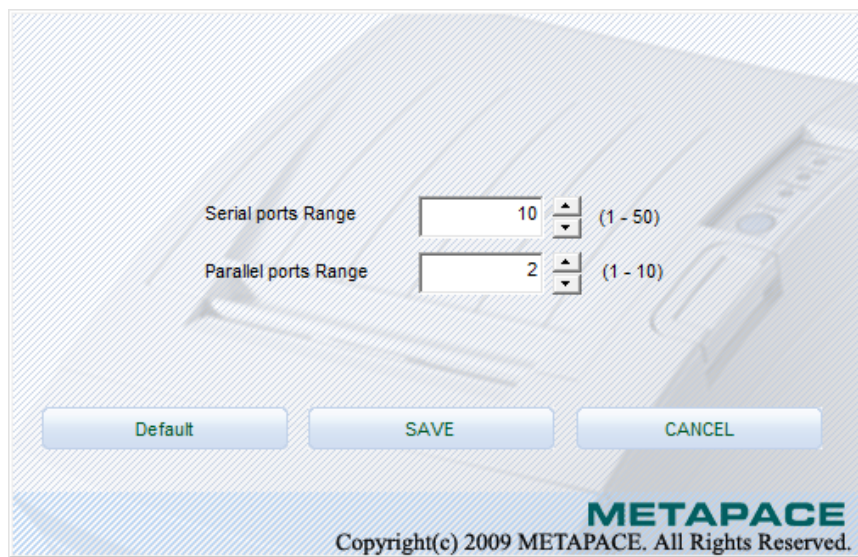 Serial ports Range 10 (1 - 50)
Parallel ports Range 2 (1 - 10)
Default SAVE CANCEL
METAPACE
Copyright(c) 2009 METAPACE. All Rights Reserved.